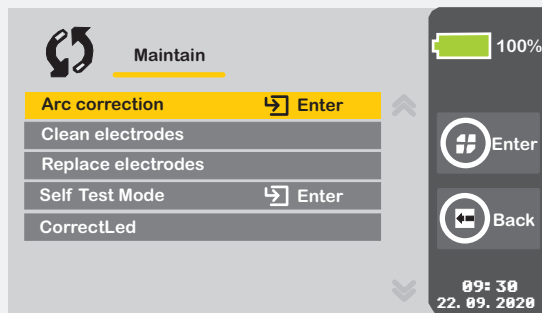 Maintain
100%
Arc correction Enter
Clean electrodes
Replace electrodes
Self Test Mode Enter
CorrectLed
Enter
Back
09:30
22.09.2020